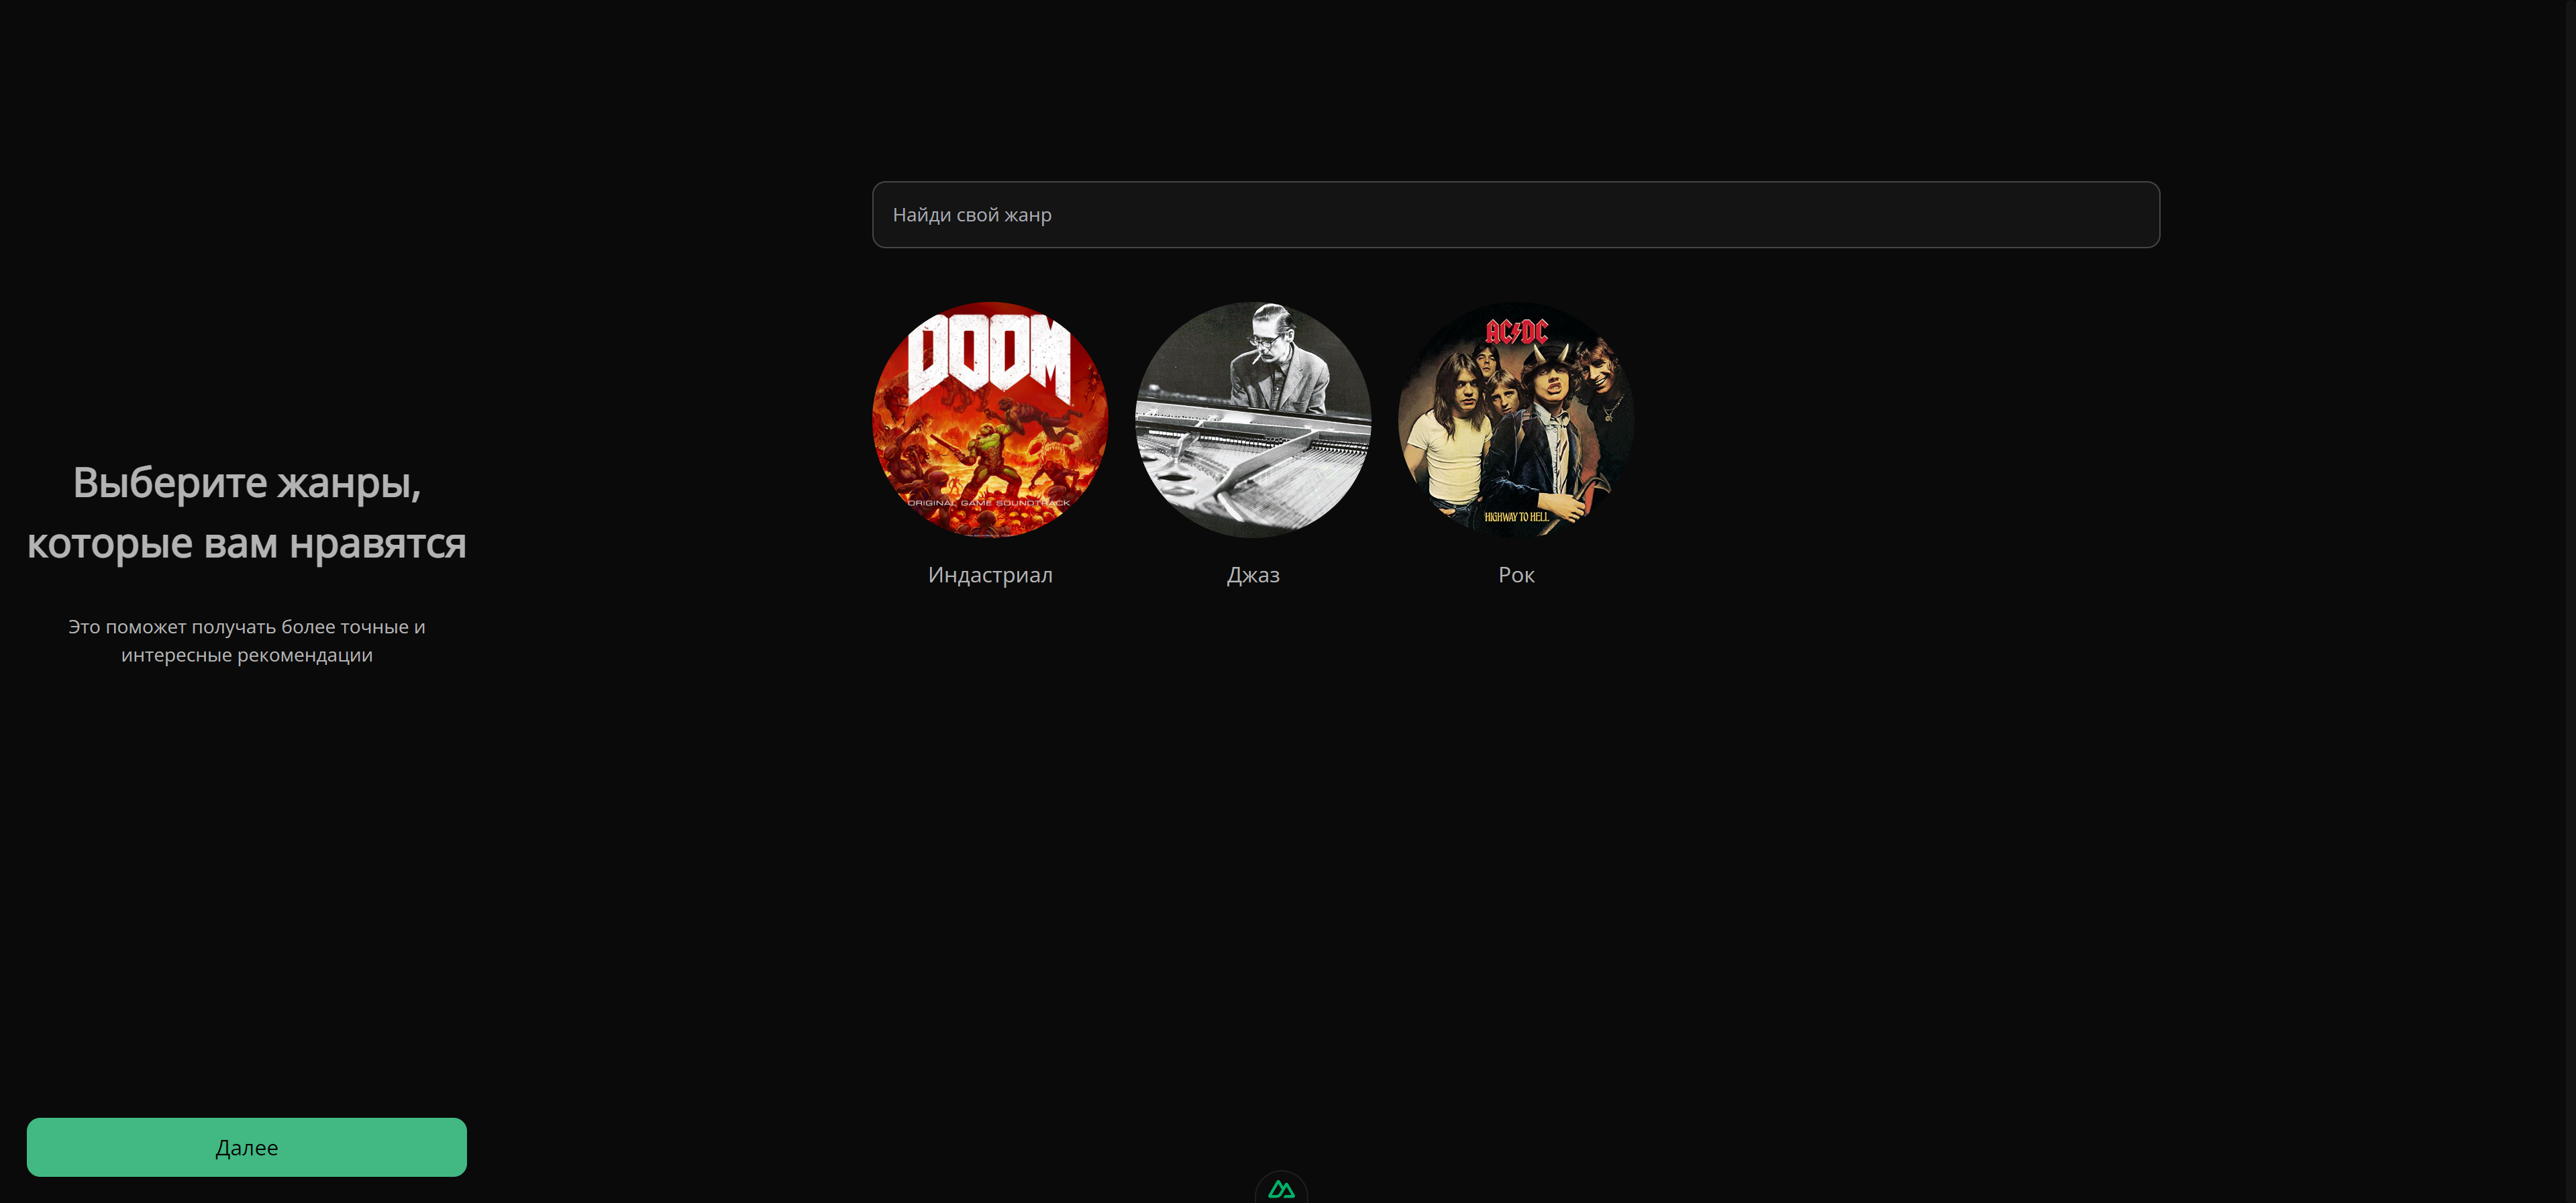 Найди свой жанр
DOOM
ORIGINAL GAME SOUNDTRACK
AC⚡DC
HIGHWAY TO HELL
Индастриал
Джаз
Рок
Выберите жанры,
которые вам нравятся
Это поможет получать более точные и
интересные рекомендации
Далее